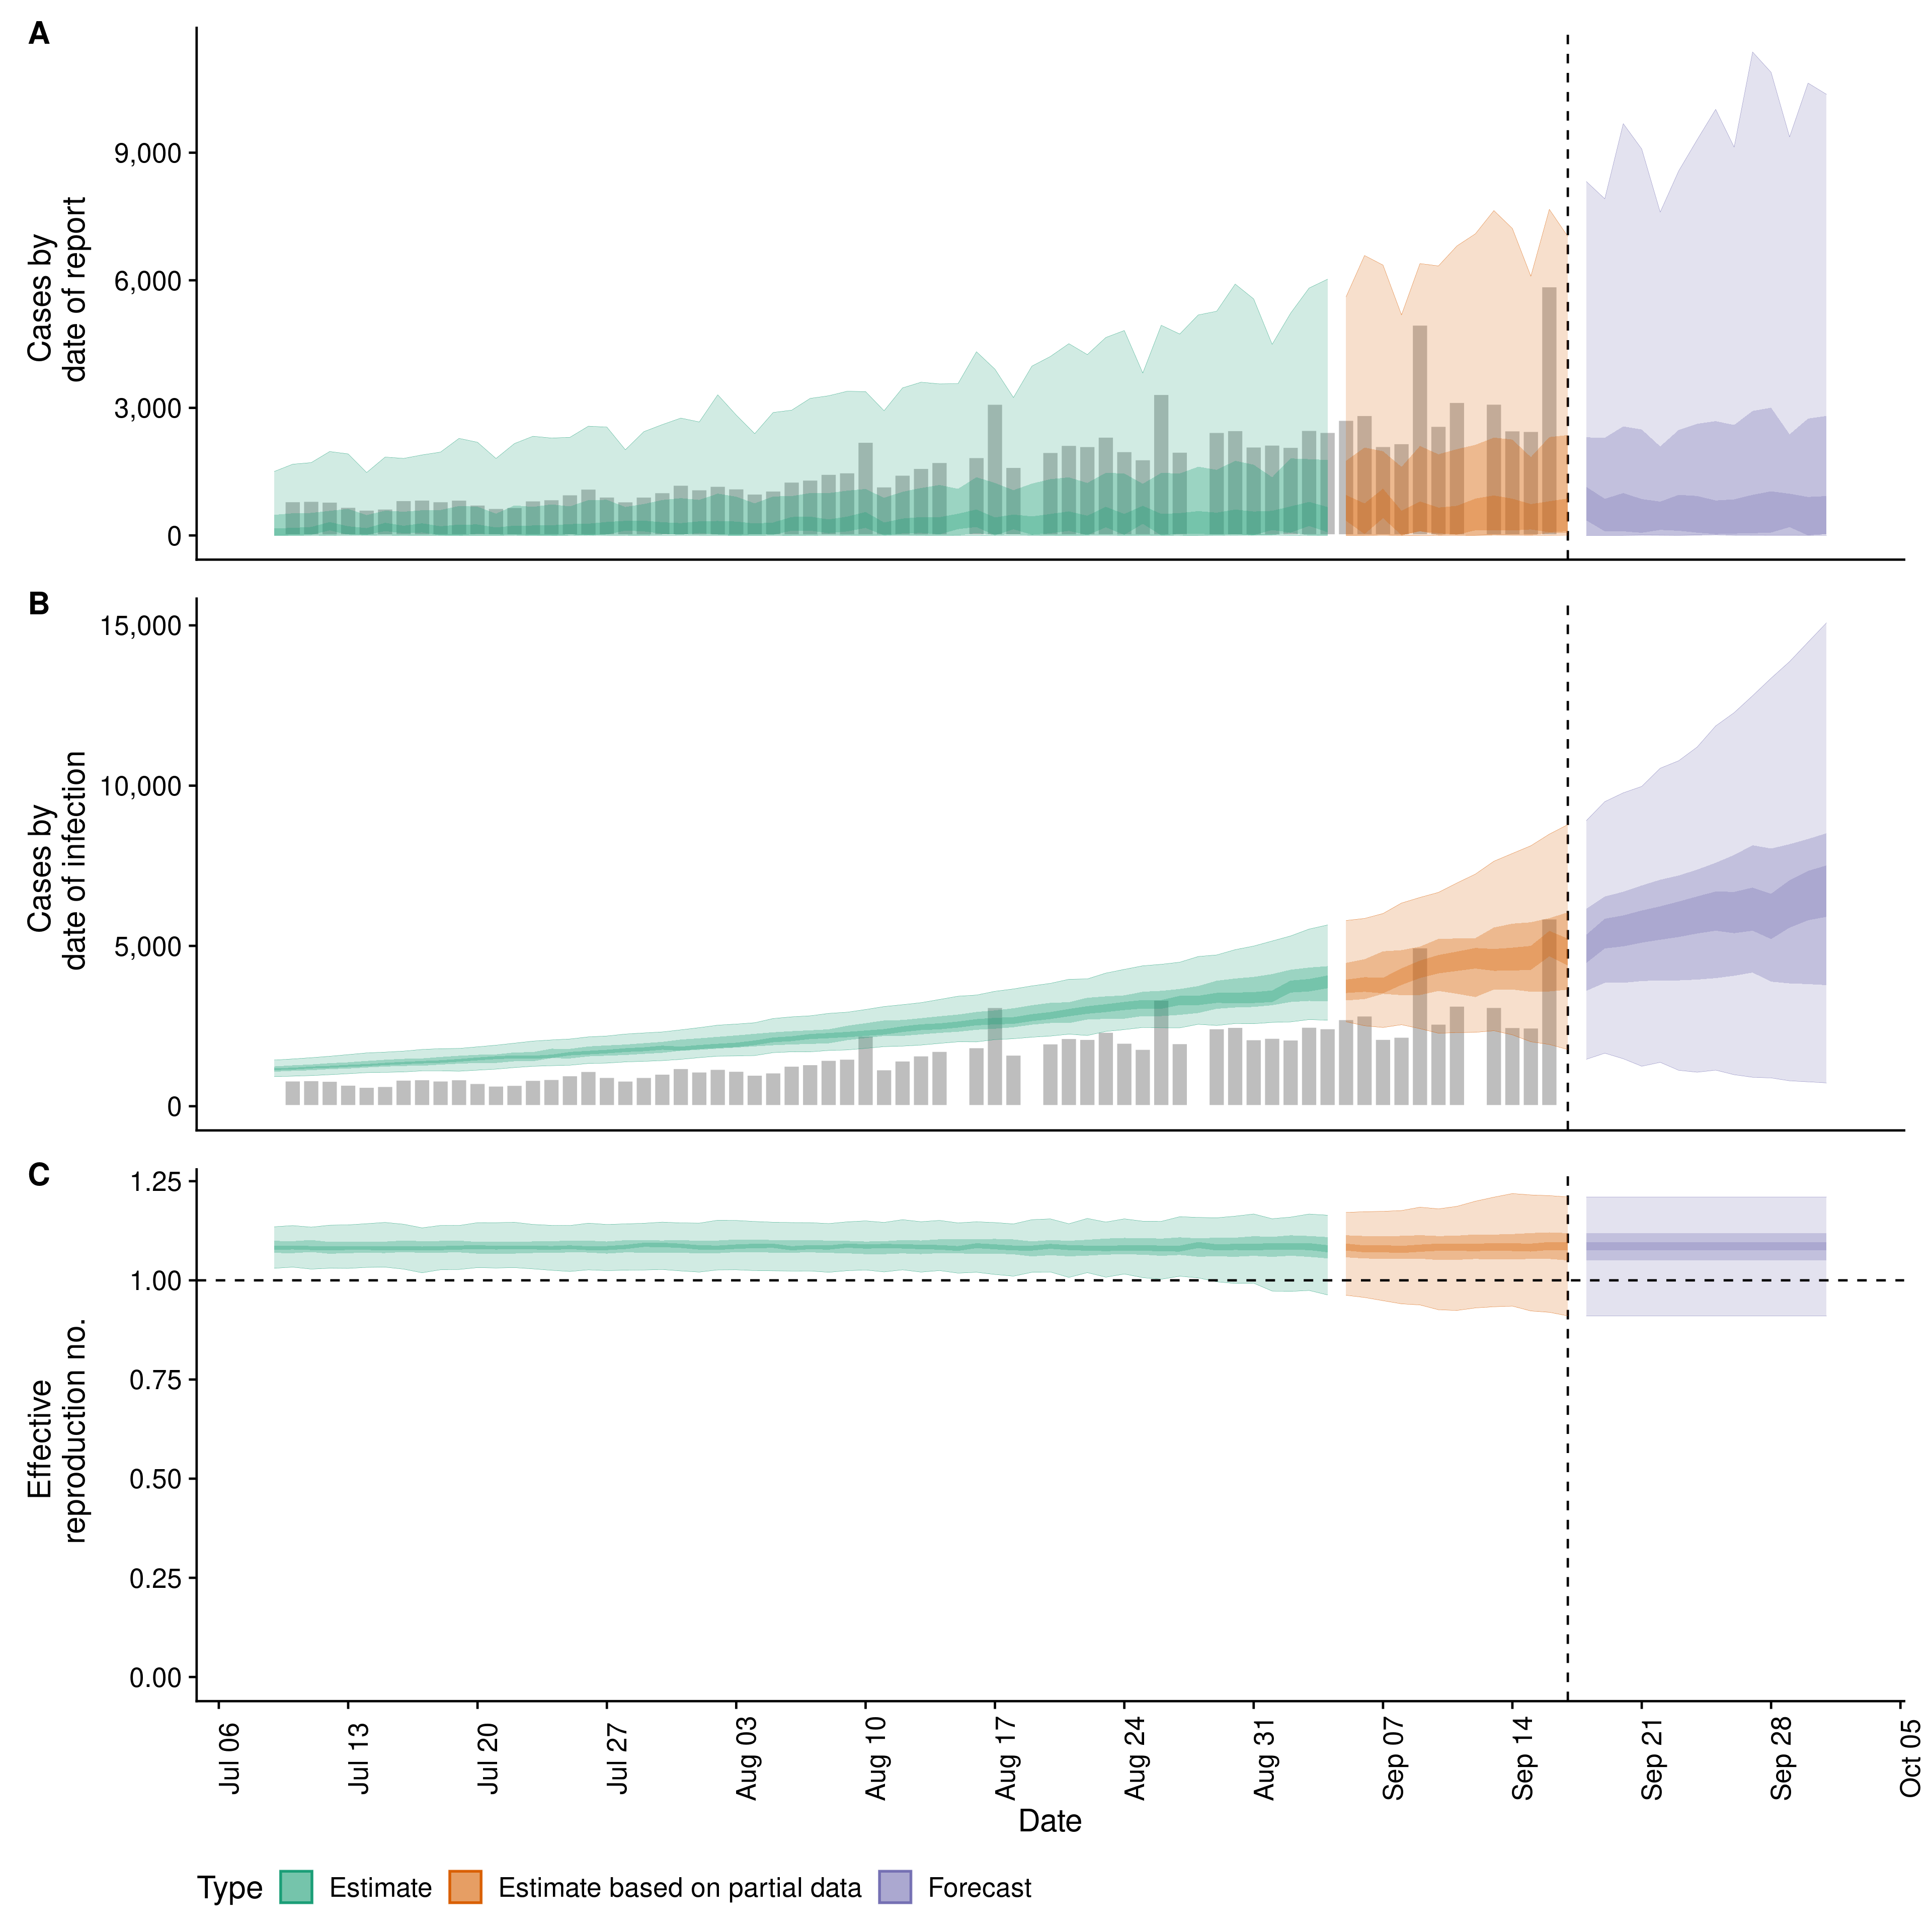 A
Cases by
date of report
9,000
6,000
3,000
0
B
Cases by
date of infection
15,000
10,000
5,000
0
C
Effective
reproduction no.
1.25
1.00
0.75
0.50
0.25
0.00
Jul 06
Jul 13
Jul 20
Jul 27
Aug 03
Aug 10
Aug 17
Aug 24
Aug 31
Sep 07
Sep 14
Sep 21
Sep 28
Oct 05
Date
Type Estimate Estimate based on partial data Forecast